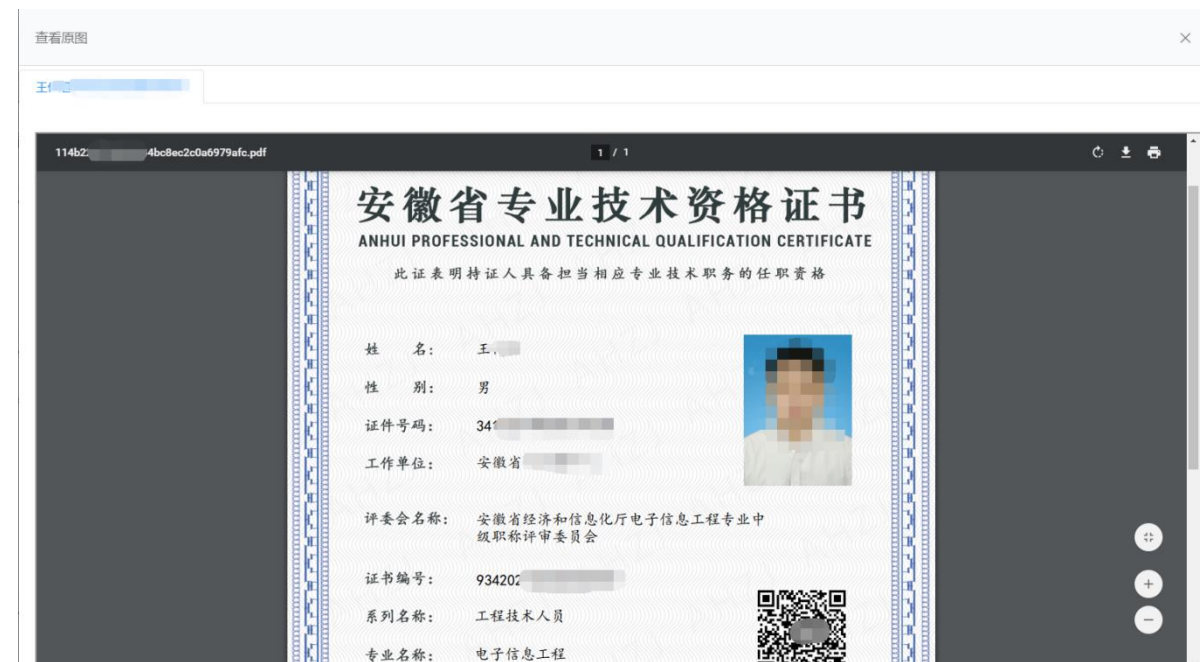 查看原图
王
114b2 4bc8ec2c0a6979afc.pdf
1 / 1
安徽省专业技术资格证书
ANHUI PROFESSIONAL AND TECHNICAL QUALIFICATION CERTIFICATE
此证表明持证人具备担当相应专业技术职务的任职资格
姓 名： 王
性 别： 男
证件号码： 341
工作单位： 安徽省
评委会名称： 安徽省经济和信息化厅电子信息工程专业中
级职称评审委员会
证书编号： 934202
系列名称： 工程技术人员
专业名称： 电子信息工程